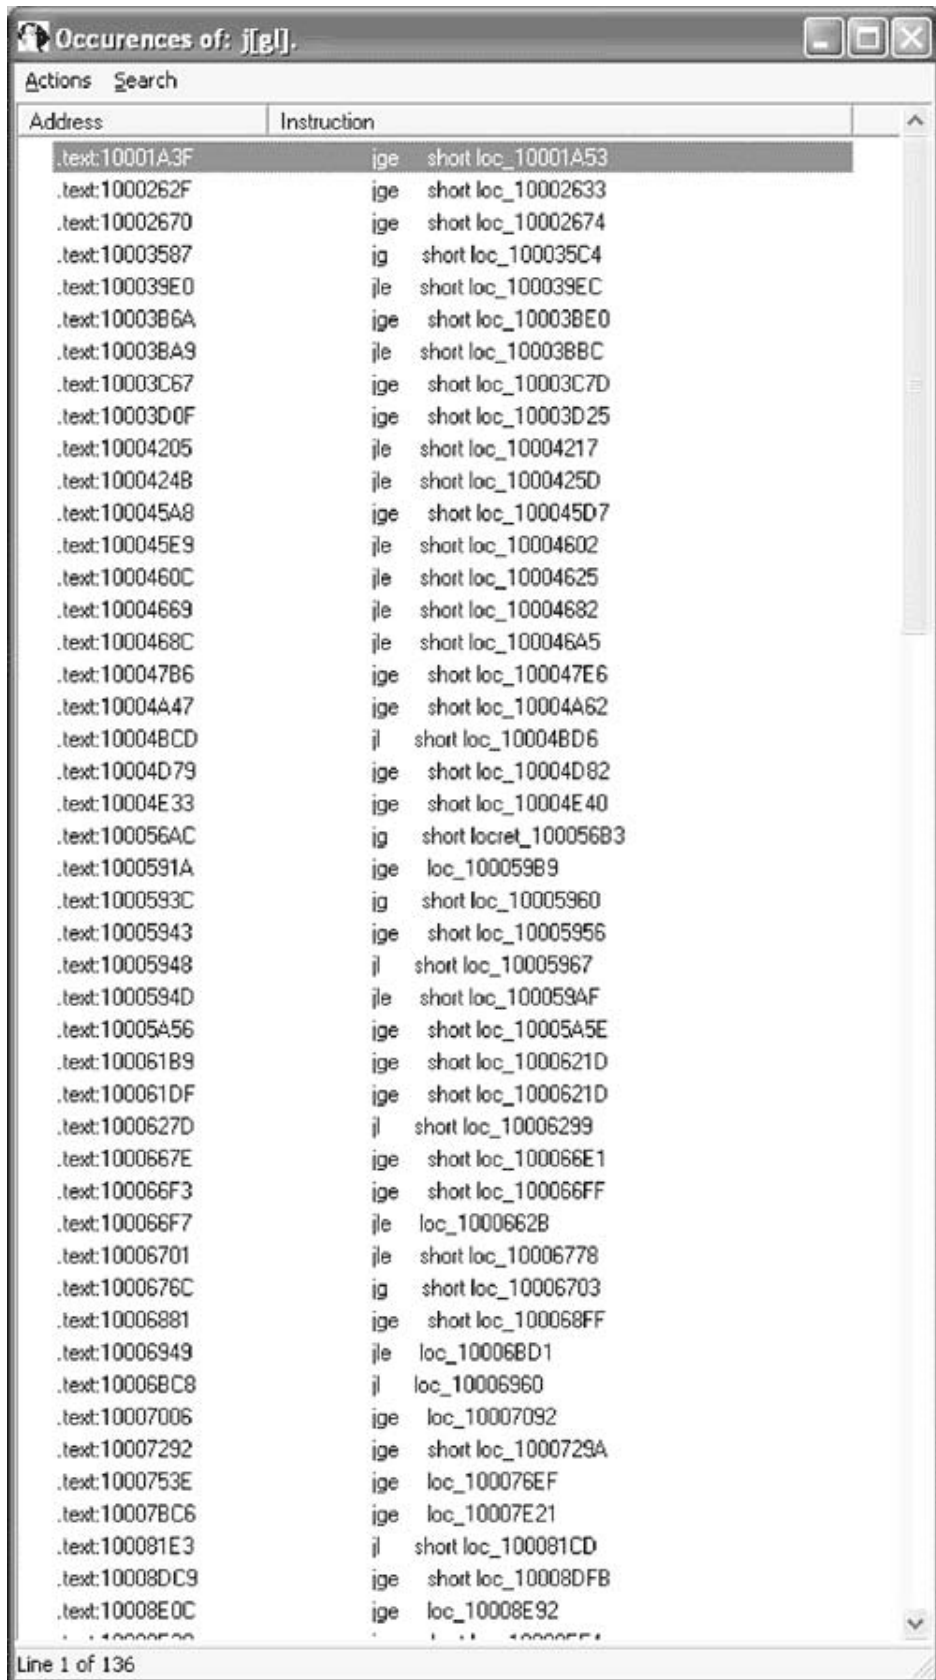 Occurences of: j[gl].
Actions Search
Address Instruction
.text:10001A3F jge short loc_10001A53
.text:1000262F jge short loc_10002633
.text:10002670 jge short loc_10002674
.text:10003587 jg short loc_100035C4
.text:100039E0 jle short loc_100039EC
.text:10003B6A jge short loc_10003BE0
.text:10003BA9 jle short loc_10003BBC
.text:10003C67 jge short loc_10003C7D
.text:10003D0F jge short loc_10003D25
.text:10004205 jle short loc_10004217
.text:1000424B jle short loc_1000425D
.text:100045A8 jge short loc_100045D7
.text:100045E9 jle short loc_10004602
.text:1000460C jle short loc_10004625
.text:10004669 jle short loc_10004682
.text:1000468C jle short loc_100046A5
.text:100047B6 jge short loc_100047E6
.text:10004A47 jge short loc_10004A62
.text:10004BCD jl short loc_10004BD6
.text:10004D79 jge short loc_10004D82
.text:10004E33 jge short loc_10004E40
.text:100056AC jg short locret_100056B3
.text:1000591A jge loc_100059B9
.text:1000593C jg short loc_10005960
.text:10005943 jge short loc_10005956
.text:10005948 jl short loc_10005967
.text:1000594D jle short loc_100059AF
.text:10005A56 jge short loc_10005A5E
.text:100061B9 jge short loc_1000621D
.text:100061DF jge short loc_1000621D
.text:1000627D jl short loc_10006299
.text:1000667E jge short loc_100066E1
.text:100066F3 jge short loc_100066FF
.text:100066F7 jle loc_1000662B
.text:10006701 jle short loc_10006778
.text:1000676C jg short loc_10006703
.text:10006881 jge short loc_100068FF
.text:10006949 jle loc_10006BD1
.text:10006BC8 jl loc_10006960
.text:10007006 jge loc_10007092
.text:10007292 jge short loc_1000729A
.text:1000753E jge loc_100076EF
.text:10007BC6 jge loc_10007E21
.text:100081E3 jl short loc_100081CD
.text:10008DC9 jge short loc_10008DFB
.text:10008E0C jge loc_10008E92
Line 1 of 136